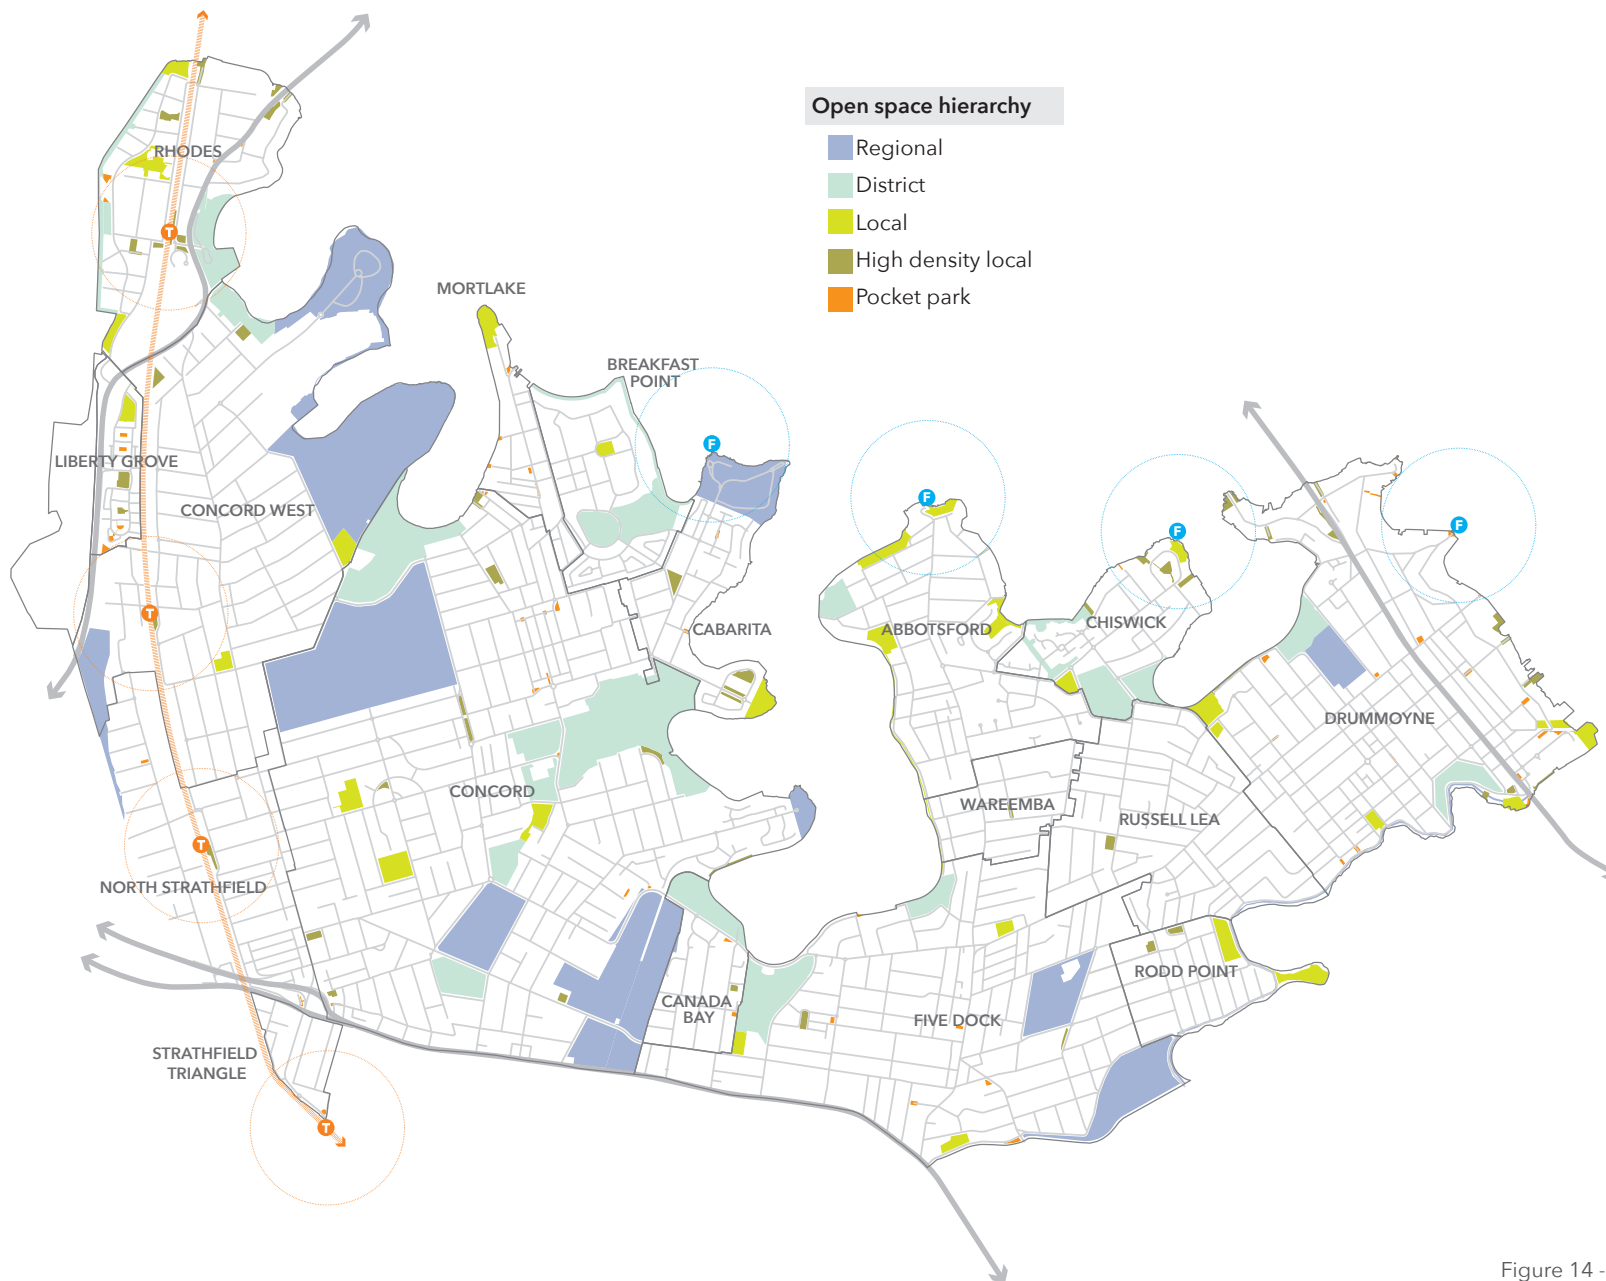 Open space hierarchy
Regional
District
Local
High density local
Pocket park
RHODES
T
MORTLAKE
BREAKFAST
POINT
F
LIBERTY GROVE
CONCORD WEST
F
F
F
T
CABARITA
ABBOTSFORD
CHISWICK
DRUMMOYNE
CONCORD
WAREEMBA
RUSSELL LEA
T
NORTH STRATHFIELD
RODD POINT
CANADA
BAY
FIVE DOCK
STRATHFIELD
TRIANGLE
T
Figure 14 -